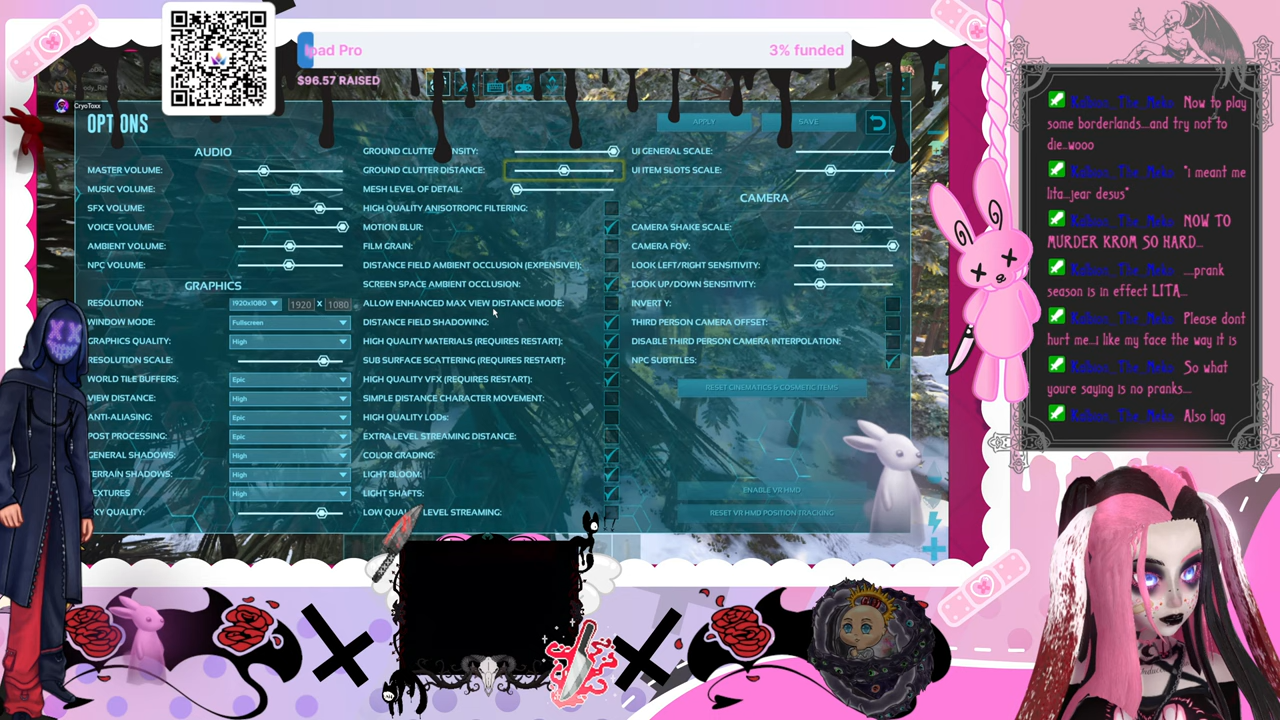 Ipad Pro
3% funded
$96.57 RAISED
CryoToxx
OPT ONS
APPLY
SAVE
AUDIO
MASTER VOLUME:
MUSIC VOLUME:
SFX VOLUME:
VOICE VOLUME:
AMBIENT VOLUME:
NPC VOLUME:
GRAPHICS
RESOLUTION: 1920x1080 1920 x 1080
WINDOW MODE: Fullscreen
GRAPHICS QUALITY: High
RESOLUTION SCALE:
WORLD TILE BUFFERS: Epic
VIEW DISTANCE: High
ANTI-ALIASING: Epic
POST PROCESSING: Epic
GENERAL SHADOWS: High
TERRAIN SHADOWS: High
TEXTURES High
KY QUALITY:
GROUND CLUTTER NSITY:
GROUND CLUTTER DISTANCE:
MESH LEVEL OF DETAIL:
HIGH QUALITY ANISOTROPIC FILTERING:
MOTION BLUR:
FILM GRAIN:
DISTANCE FIELD AMBIENT OCCLUSION (EXPENSIVE!):
SCREEN SPACE AMBIENT OCCLUSION:
ALLOW ENHANCED MAX VIEW DISTANCE MODE:
DISTANCE FIELD SHADOWING:
HIGH QUALITY MATERIALS (REQUIRES RESTART):
SUB SURFACE SCATTERING (REQUIRES RESTART):
HIGH QUALITY VFX (REQUIRES RESTART):
SIMPLE DISTANCE CHARACTER MOVEMENT:
HIGH QUALITY LODs:
EXTRA LEVEL STREAMING DISTANCE:
COLOR GRADING:
LIGHT BLOOM:
LIGHT SHAFTS:
LOW QUAL LEVEL STREAMING:
UI GENERAL SCALE:
UI ITEM SLOTS SCALE:
CAMERA
CAMERA SHAKE SCALE:
CAMERA FOV:
LOOK LEFT/RIGHT SENSITIVITY:
LOOK UP/DOWN SENSITIVITY:
INVERT Y:
THIRD PERSON CAMERA OFFSET:
DISABLE THIRD PERSON CAMERA INTERPOLATION:
NPC SUBTITLES:
RESET CINEMATICS & COSMETIC ITEMS
ENABLE VR HMD
RESET VR HMD POSITION TRACKING
Now to play
some borderlands...and try not to
die..wooo
"i meant me
lita...jear desus"
NOW TO
MURDER KROM SO HARD...
....prank
season is in effect LITA...
Please dont
hurt me...i like my face the way it is
So what
youre saying is no pranks...
Also lag